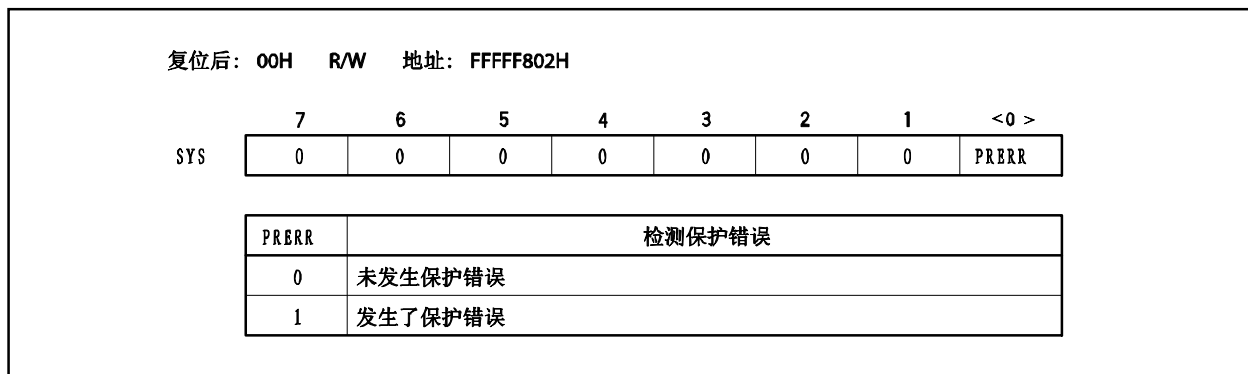 复位后: 00H R/W 地址: FFFFF802H
7 6 5 4 3 2 1 <0>
SYS 0 0 0 0 0 0 0 PRERR
PRERR 检测保护错误
0 未发生保护错误
1 发生了保护错误